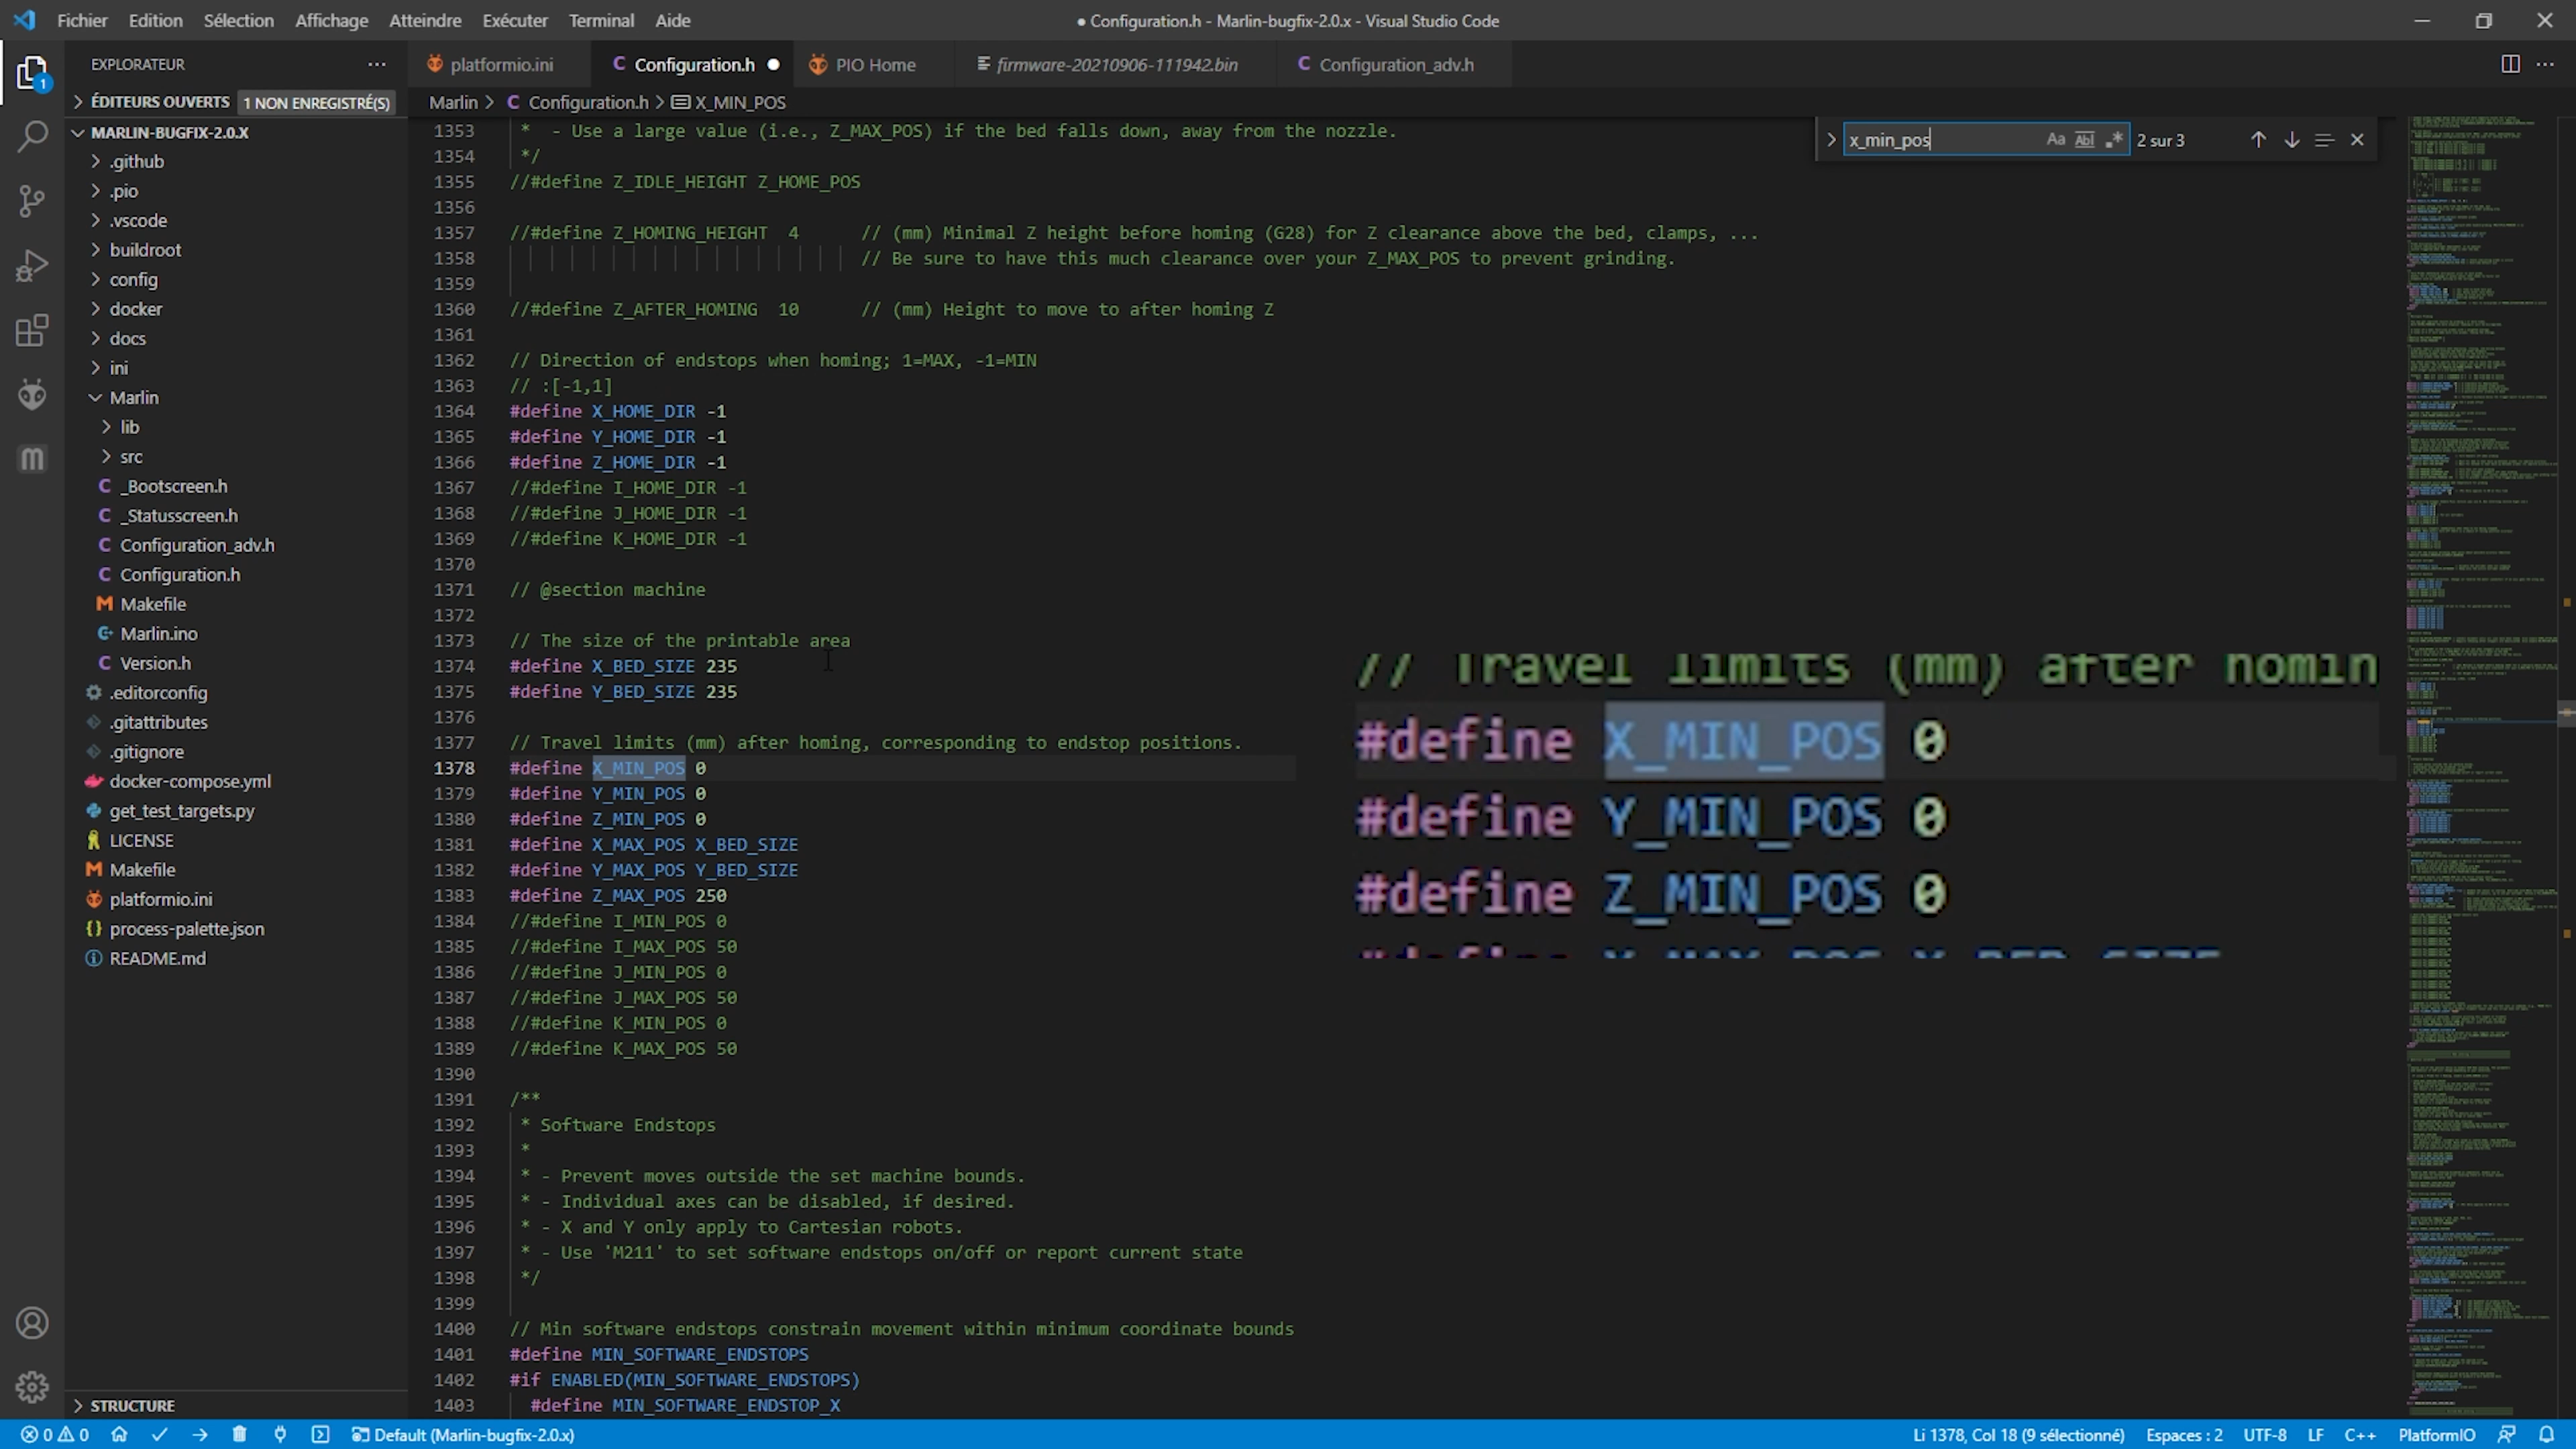 Fichier Edition Sélection Affichage Atteindre Exécuter Terminal Aide
● Configuration.h - Marlin-bugfix-2.0.x - Visual Studio Code
EXPLORATEUR
platformio.ini
Configuration.h
PIO Home
firmware-20210906-111942.bin
Configuration_adv.h
1
ÉDITEURS OUVERTS 1 NON ENREGISTRÉ(S)
Marlin > C Configuration.h > X_MIN_POS
MARLIN-BUGFIX-2.0.X
.github
.pio
.vscode
buildroot
config
docker
docs
ini
Marlin
lib
src
C _Bootscreen.h
C _Statusscreen.h
C Configuration_adv.h
C Configuration.h
M Makefile
Marlin.ino
C Version.h
.editorconfig
.gitattributes
.gitignore
docker-compose.yml
get_test_targets.py
LICENSE
M Makefile
platformio.ini
{} process-palette.json
README.md
STRUCTURE
x_min_pos Aa Abl .* 2 sur 3
1353 * - Use a large value (i.e., Z_MAX_POS) if the bed falls down, away from the nozzle.
1354 */
1355 //#define Z_IDLE_HEIGHT Z_HOME_POS
1356
1357 //#define Z_HOMING_HEIGHT 4 // (mm) Minimal Z height before homing (G28) for Z clearance above the bed, clamps, ...
1358 // Be sure to have this much clearance over your Z_MAX_POS to prevent grinding.
1359
1360 //#define Z_AFTER_HOMING 10 // (mm) Height to move to after homing Z
1361
1362 // Direction of endstops when homing; 1=MAX, -1=MIN
1363 // :[-1,1]
1364 #define X_HOME_DIR -1
1365 #define Y_HOME_DIR -1
1366 #define Z_HOME_DIR -1
1367 //#define I_HOME_DIR -1
1368 //#define J_HOME_DIR -1
1369 //#define K_HOME_DIR -1
1370
1371 // @section machine
1372
1373 // The size of the printable area
1374 #define X_BED_SIZE 235
1375 #define Y_BED_SIZE 235
1376
1377 // Travel limits (mm) after homing, corresponding to endstop positions.
1378 #define X_MIN_POS 0
1379 #define Y_MIN_POS 0
1380 #define Z_MIN_POS 0
1381 #define X_MAX_POS X_BED_SIZE
1382 #define Y_MAX_POS Y_BED_SIZE
1383 #define Z_MAX_POS 250
1384 //#define I_MIN_POS 0
1385 //#define I_MAX_POS 50
1386 //#define J_MIN_POS 0
1387 //#define J_MAX_POS 50
1388 //#define K_MIN_POS 0
1389 //#define K_MAX_POS 50
1390
1391 /**
1392 * Software Endstops
1393 *
1394 * - Prevent moves outside the set machine bounds.
1395 * - Individual axes can be disabled, if desired.
1396 * - X and Y only apply to Cartesian robots.
1397 * - Use 'M211' to set software endstops on/off or report current state
1398 */
1399
1400 // Min software endstops constrain movement within minimum coordinate bounds
1401 #define MIN_SOFTWARE_ENDSTOPS
1402 #if ENABLED(MIN_SOFTWARE_ENDSTOPS)
1403 #define MIN_SOFTWARE_ENDSTOP_X
// Travel limits (mm) after homin
#define X_MIN_POS 0
#define Y_MIN_POS 0
#define Z_MIN_POS 0
#define X_MAX_POS X_BED_SIZE
0 0 Default (Marlin-bugfix-2.0.x)
Li 1378, Col 18 (9 sélectionné) Espaces : 2 UTF-8 LF C++ PlatformIO